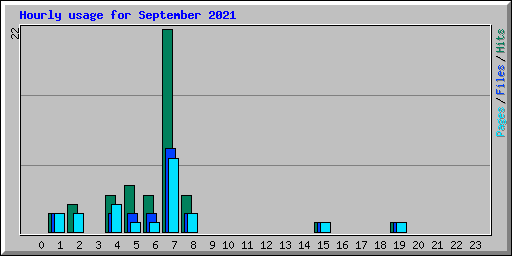 Hourly usage for September 2021
22
Pages/Files/Hits
0 1 2 3 4 5 6 7 8 9 10 11 12 13 14 15 16 17 18 19 20 21 22 23